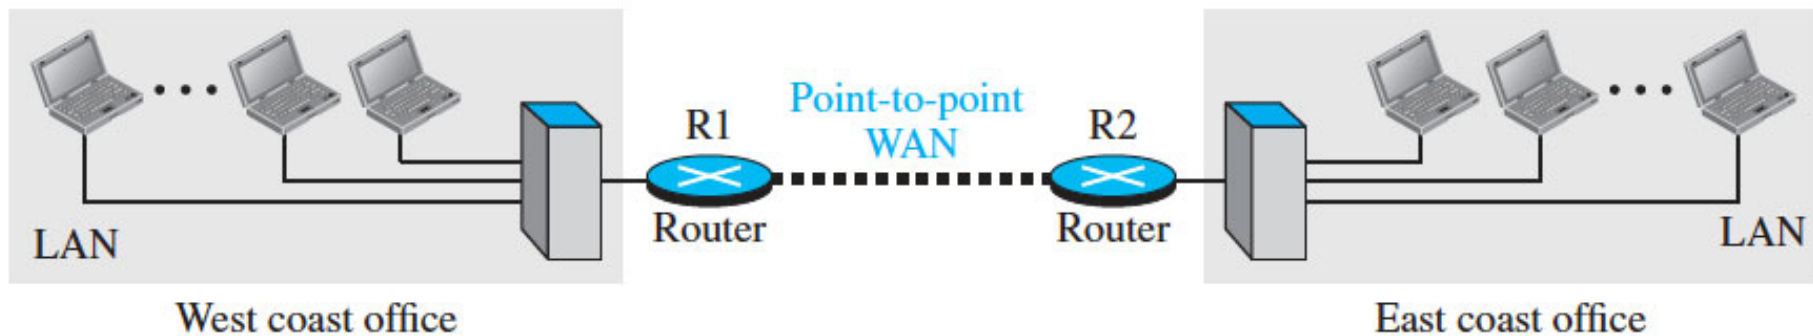 R1
Point-to-point
WAN
R2
Router
Router
LAN
LAN
West coast office
East coast office